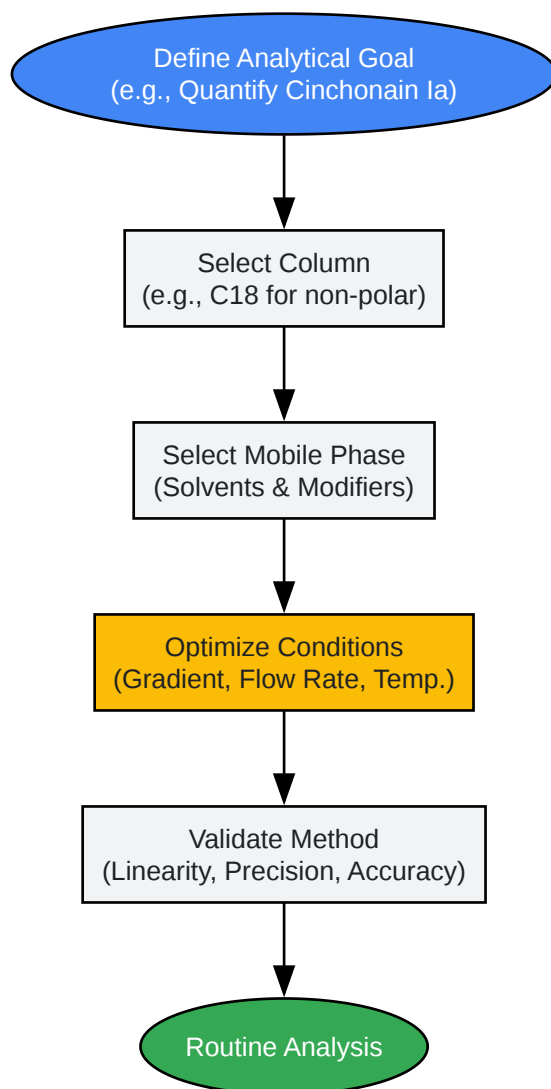 Define Analytical Goal
(e.g., Quantify Cinchonain Ia)
Select Column
(e.g., C18 for non-polar)
Select Mobile Phase
(Solvents & Modifiers)
Optimize Conditions
(Gradient, Flow Rate, Temp.)
Validate Method
(Linearity, Precision, Accuracy)
Routine Analysis